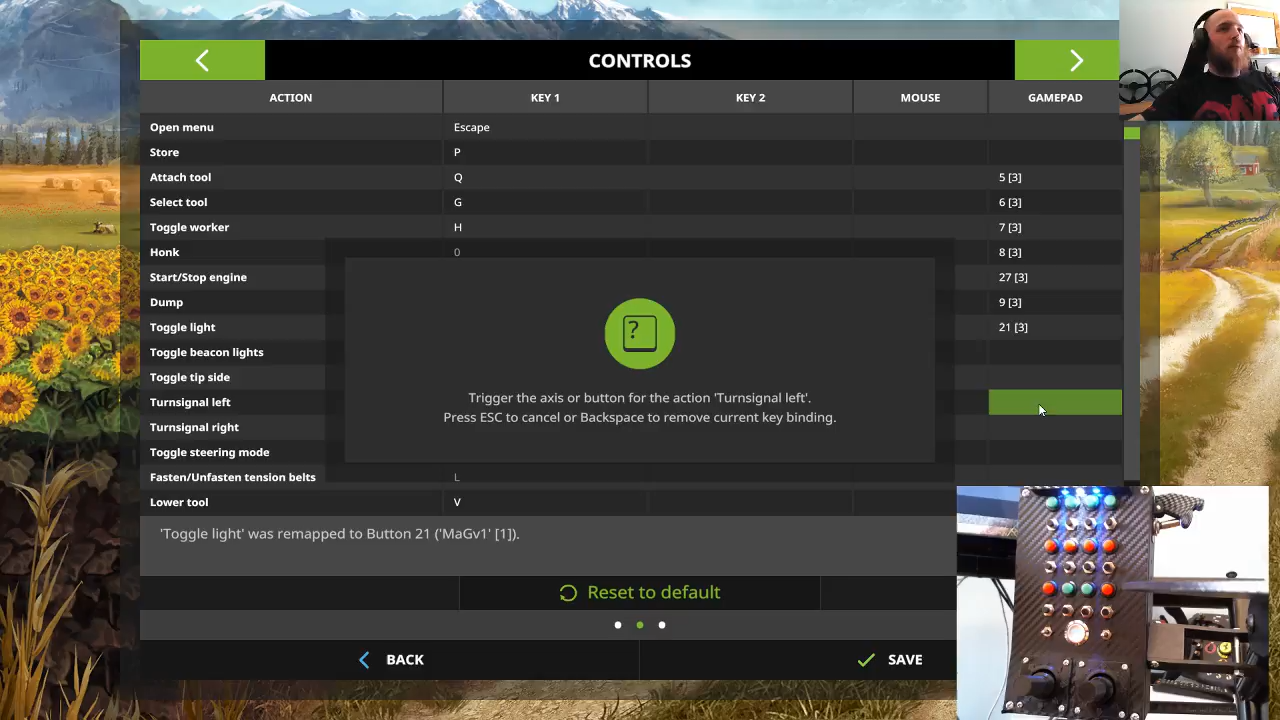 CONTROLS
ACTION KEY 1 KEY 2 MOUSE GAMEPAD
Open menu Escape
Store P
Attach tool Q 5 [3]
Select tool G 6 [3]
Toggle worker H 7 [3]
Honk 0 8 [3]
Start/Stop engine 27 [3]
Dump 9 [3]
Toggle light 21 [3]
Toggle beacon lights
Toggle tip side
Turnsignal left
Turnsignal right
Toggle steering mode
Fasten/Unfasten tension belts L
Lower tool V
?
Trigger the axis or button for the action 'Turnsignal left'.
Press ESC to cancel or Backspace to remove current key binding.
'Toggle light' was remapped to Button 21 ('MaGv1' [1]).
Reset to default
BACK SAVE